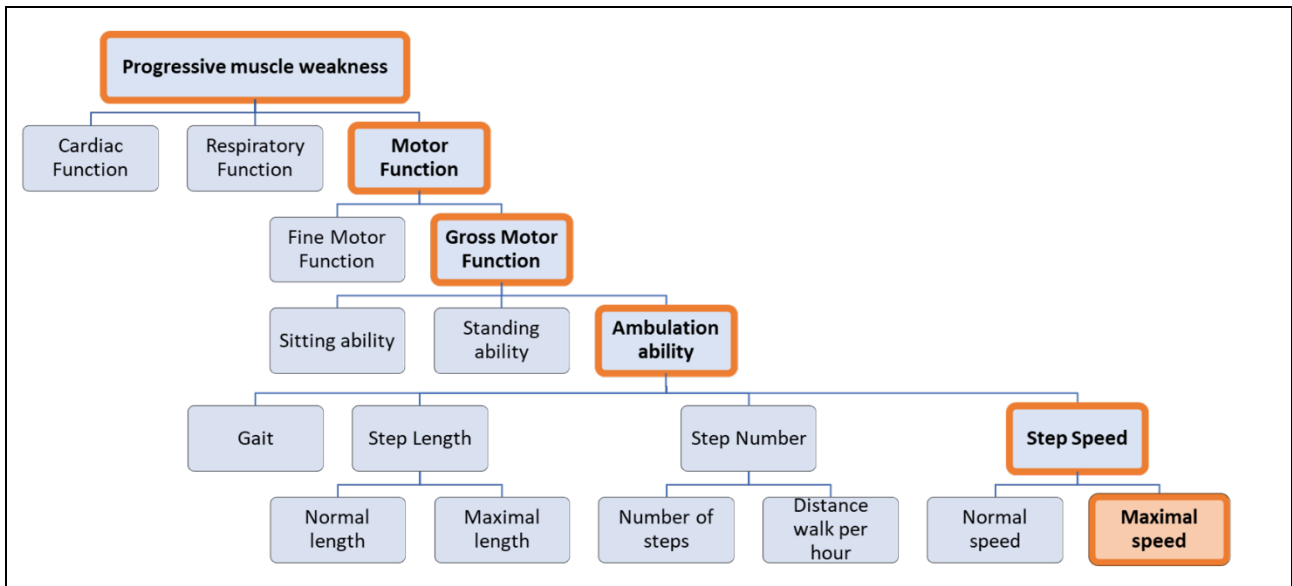 Progressive muscle weakness
Cardiac
Function
Respiratory
Function
Motor
Function
Fine Motor
Function
Gross Motor
Function
Sitting ability
Standing
ability
Ambulation
ability
Gait
Step Length
Step Number
Step Speed
Normal
length
Maximal
length
Number of
steps
Distance
walk per
hour
Normal
speed
Maximal
speed